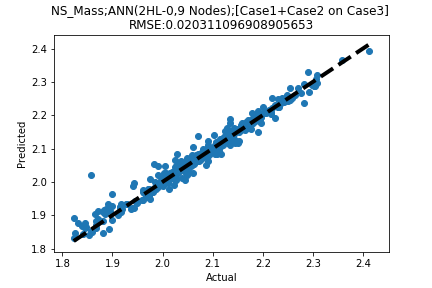 NS_Mass;ANN(2HL-0,9 Nodes);[Case1+Case2 on Case3]
RMSE:0.020311096908905653
2.4
2.3
2.2
2.1
2.0
1.9
1.8
Predicted
1.8 1.9 2.0 2.1 2.2 2.3 2.4
Actual